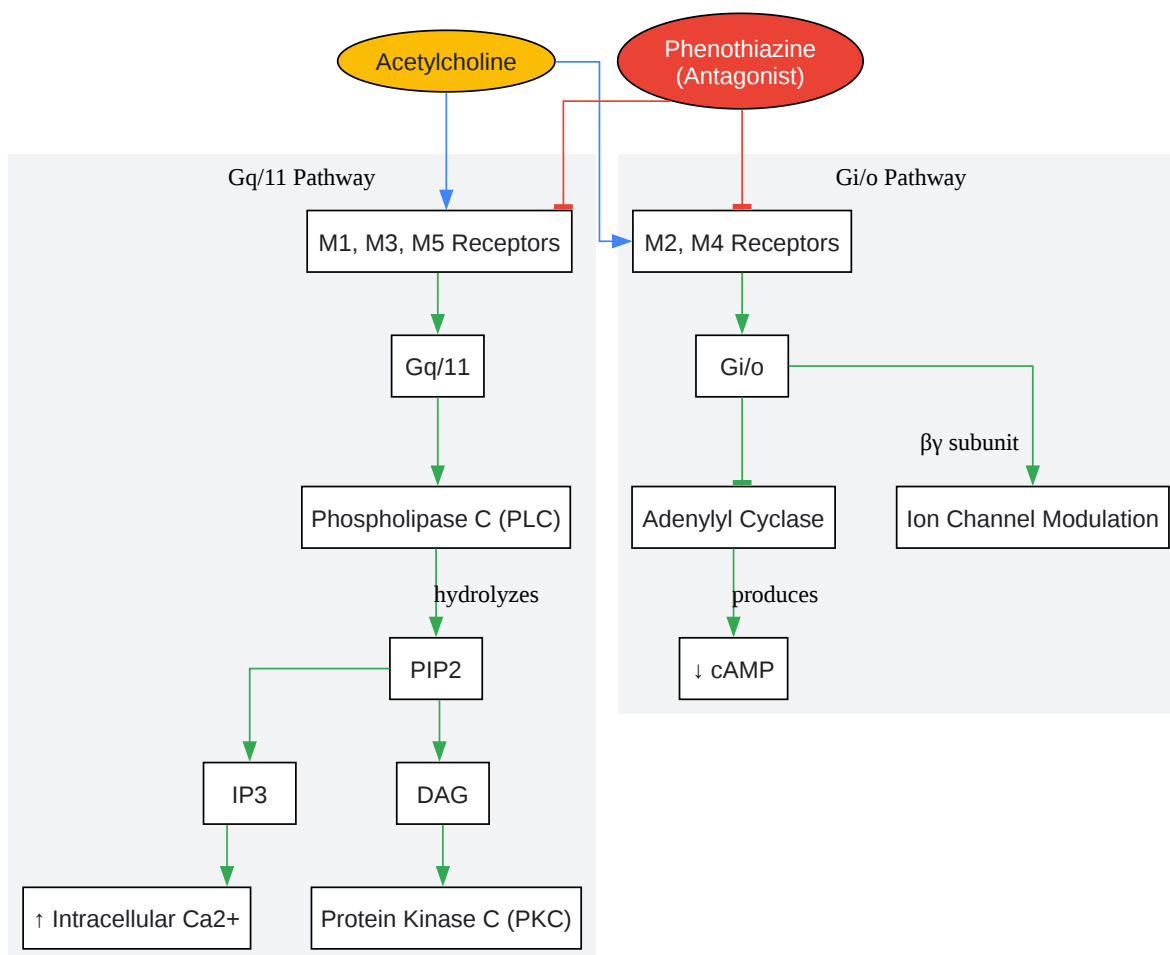 Acetylcholine
Phenothiazine
(Antagonist)
Gq/11 Pathway
Gi/o Pathway
M1, M3, M5 Receptors
M2, M4 Receptors
Gq/11
Gi/o
βγ subunit
Phospholipase C (PLC)
Adenylyl Cyclase
Ion Channel Modulation
hydrolyzes
produces
PIP2
↓ cAMP
IP3
DAG
↑ Intracellular Ca2+
Protein Kinase C (PKC)